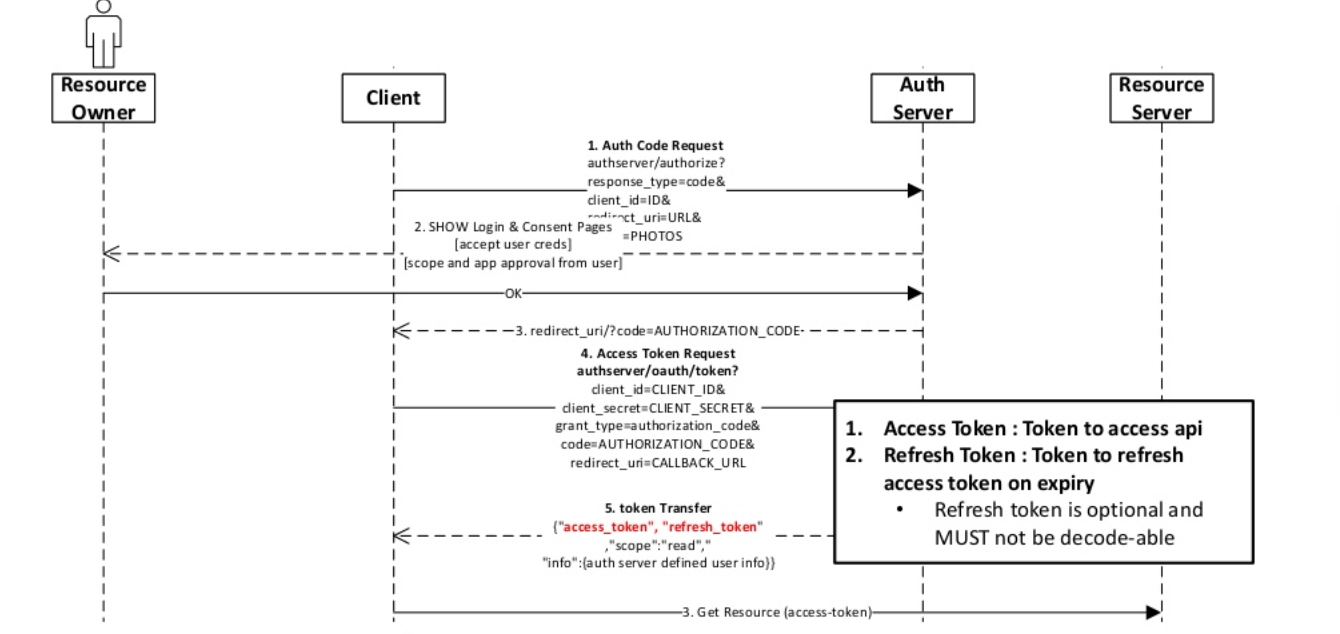 Resource
Owner
Client
Auth
Server
Resource
Server
1. Auth Code Request
authserver/authorize?
response_type=code&
client_id=ID&
redirect_uri=URL&
=PHOTOS
2. SHOW Login & Consent Pages
[accept user creds]
[scope and app approval from user]
OK
3. redirect_uri/?code=AUTHORIZATION_CODE
4. Access Token Request
authserver/oauth/token?
client_id=CLIENT_ID&
client_secret=CLIENT_SECRET&
grant_type=authorization_code&
code=AUTHORIZATION_CODE&
redirect_uri=CALLBACK_URL
1. Access Token : Token to access api
2. Refresh Token : Token to refresh
access token on expiry
• Refresh token is optional and
MUST not be decode-able
5. token Transfer
{"access_token", "refresh_token"
,"scope":"read","
"info":{auth server defined user info}}
3. Get Resource (access-token)